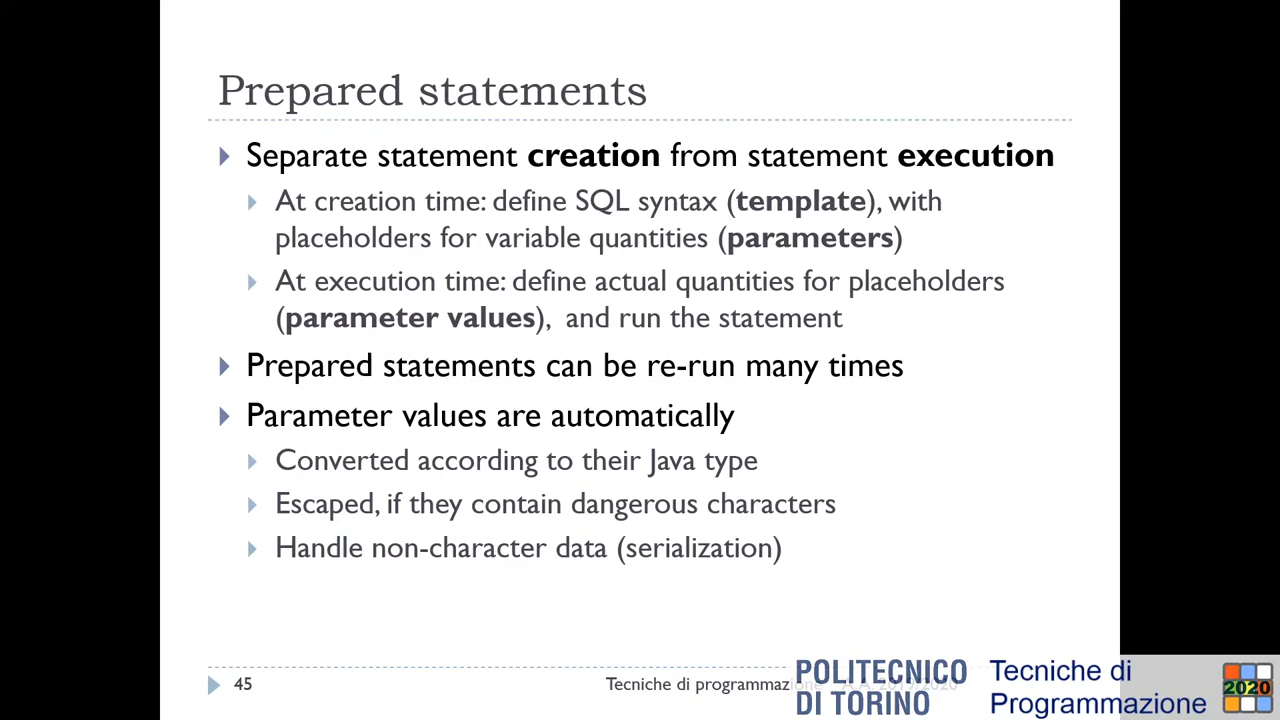 Prepared statements
Separate statement creation from statement execution
At creation time: define SQL syntax (template), with
placeholders for variable quantities (parameters)
At execution time: define actual quantities for placeholders
(parameter values), and run the statement
Prepared statements can be re-run many times
Parameter values are automatically
Converted according to their Java type
Escaped, if they contain dangerous characters
Handle non-character data (serialization)
45
Tecniche di programmazione A.A. 2019/2020
POLITECNICO
DI TORINO
Tecniche di
Programmazione
2020